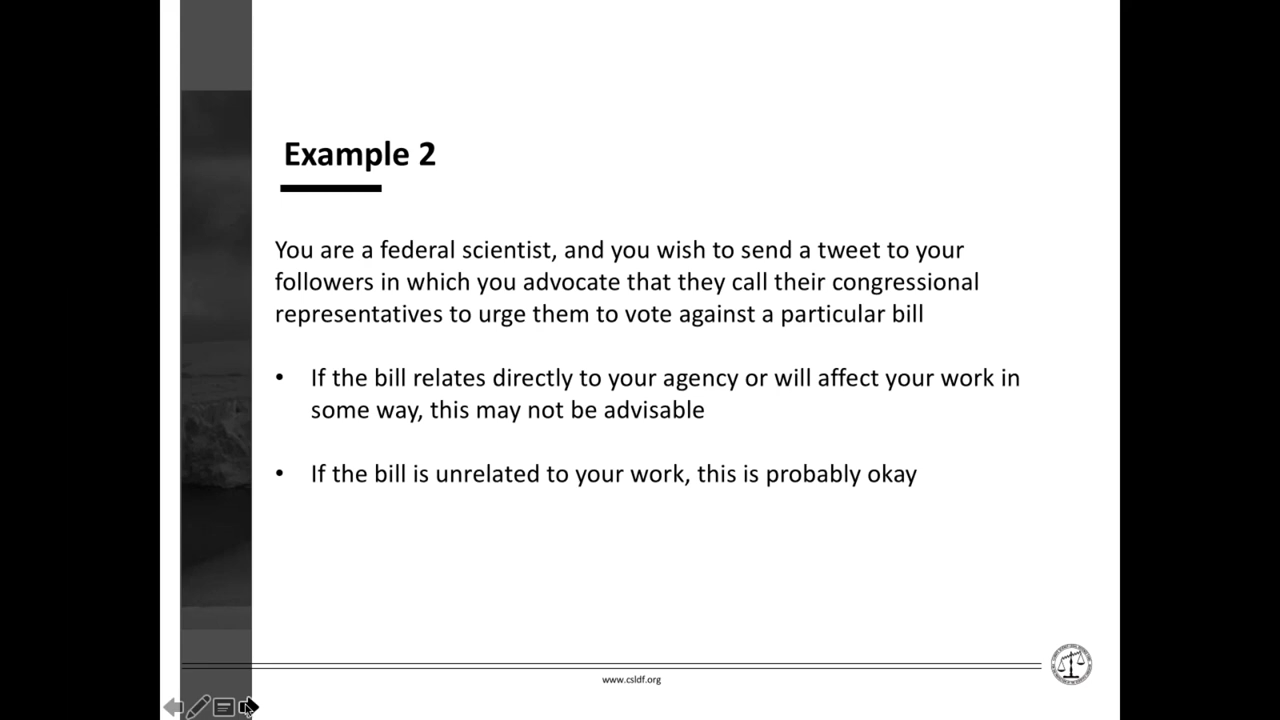 Example 2
You are a federal scientist, and you wish to send a tweet to your
followers in which you advocate that they call their congressional
representatives to urge them to vote against a particular bill
• If the bill relates directly to your agency or will affect your work in
some way, this may not be advisable
• If the bill is unrelated to your work, this is probably okay
www.csldf.org